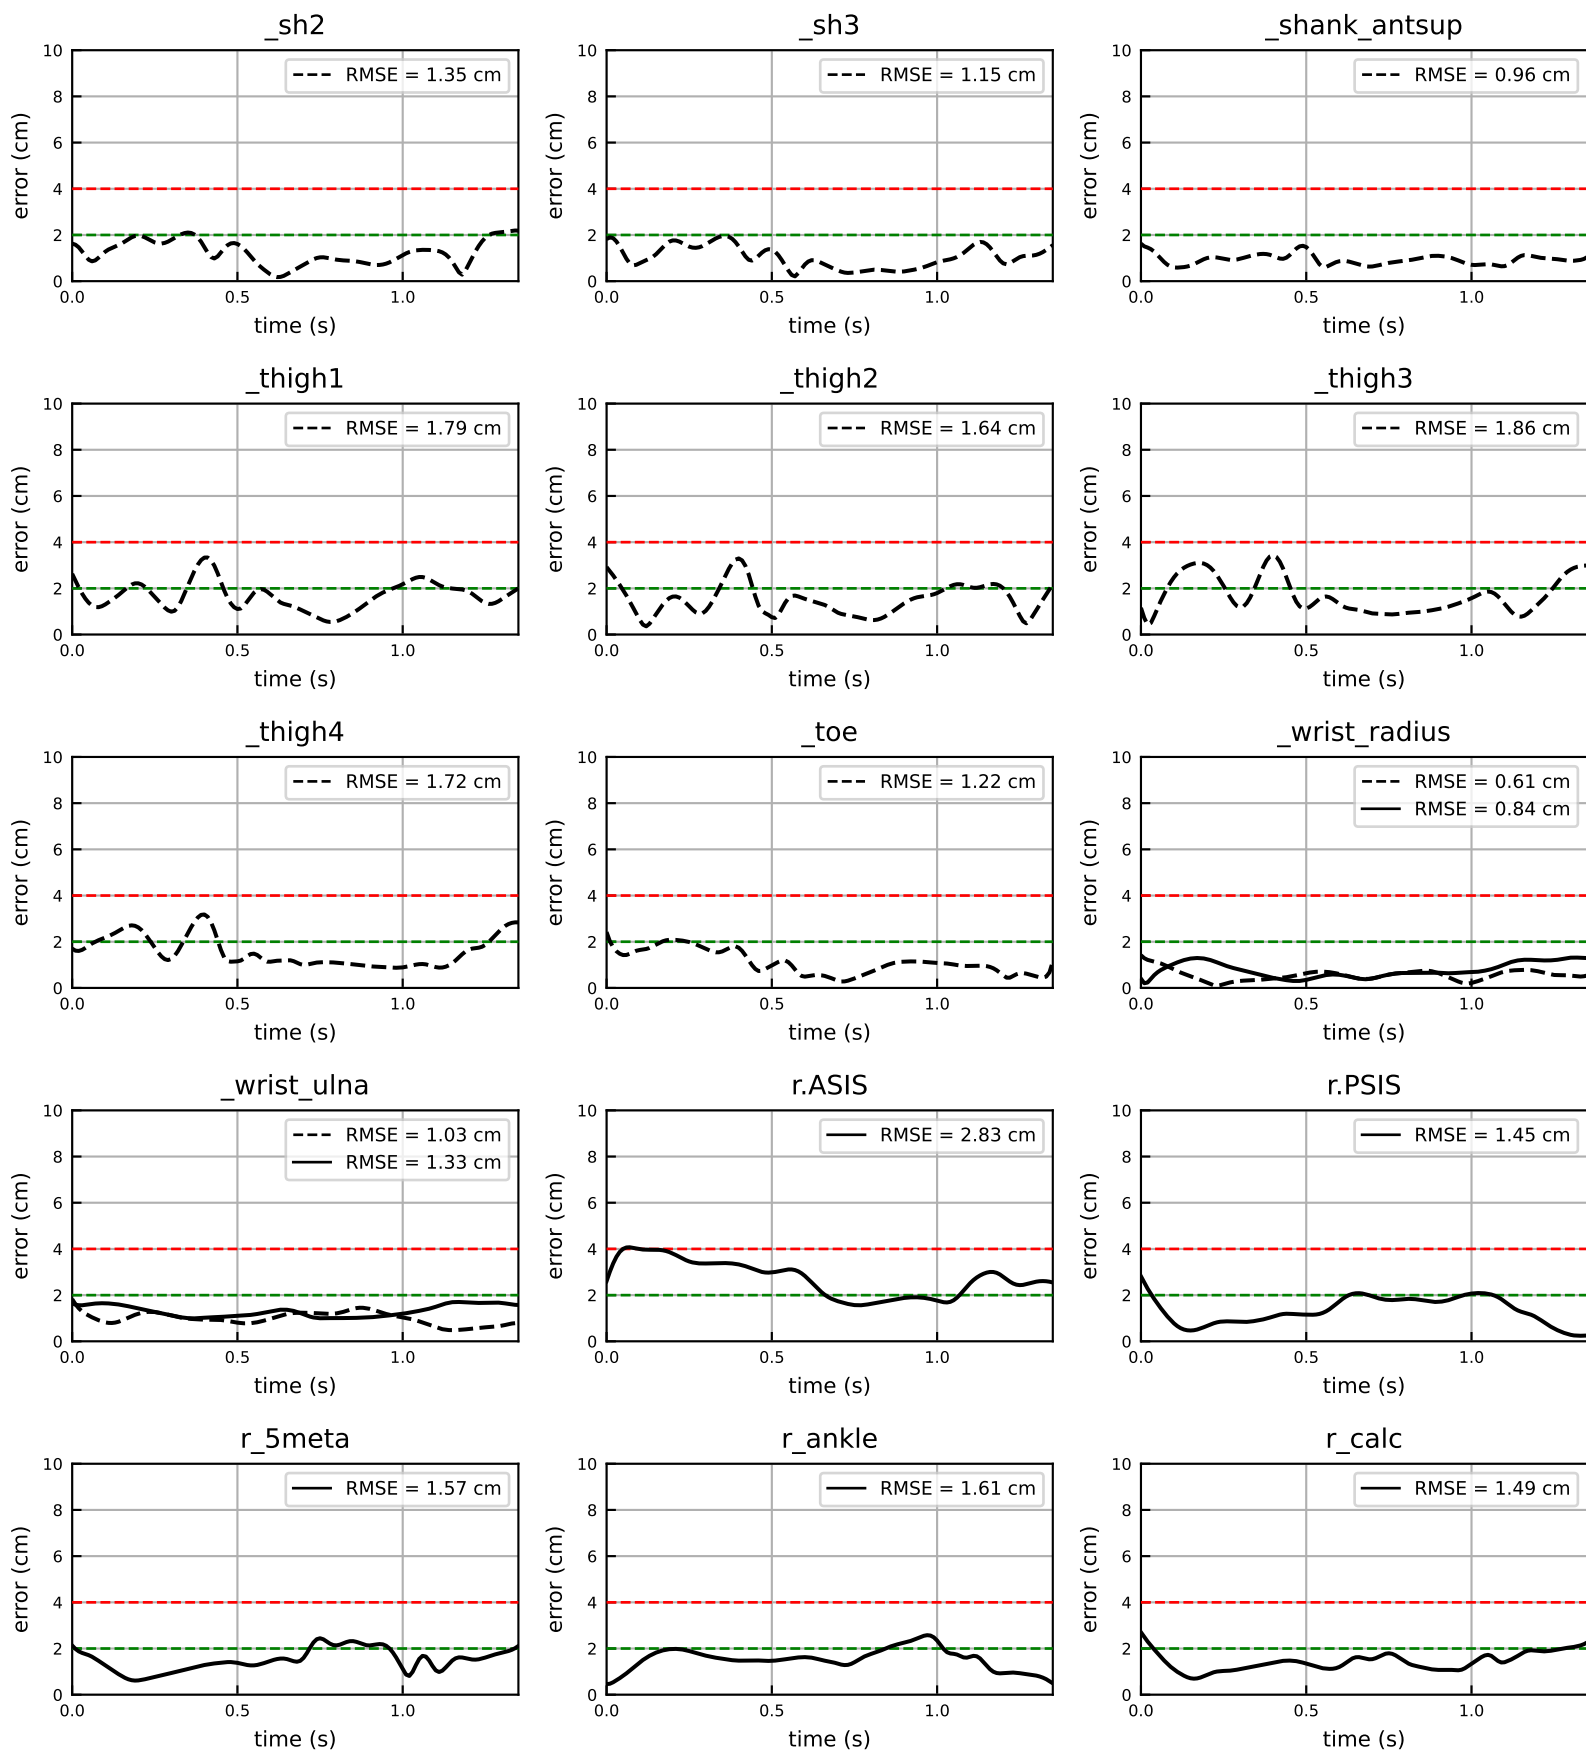 _sh2
_sh3
_shank_antsup
RMSE = 1.35 cm
RMSE = 1.15 cm
RMSE = 0.96 cm
error (cm)
error (cm)
error (cm)
10
8
6
4
2
0
10
8
6
4
2
0
10
8
6
4
2
0
0.0 0.5 1.0
0.0 0.5 1.0
0.0 0.5 1.0
time (s)
time (s)
time (s)
_thigh1
_thigh2
_thigh3
RMSE = 1.79 cm
RMSE = 1.64 cm
RMSE = 1.86 cm
error (cm)
error (cm)
error (cm)
10
8
6
4
2
0
10
8
6
4
2
0
10
8
6
4
2
0
0.0 0.5 1.0
0.0 0.5 1.0
0.0 0.5 1.0
time (s)
time (s)
time (s)
_thigh4
_toe
_wrist_radius
RMSE = 1.72 cm
RMSE = 1.22 cm
RMSE = 0.61 cm
RMSE = 0.84 cm
error (cm)
error (cm)
error (cm)
10
8
6
4
2
0
10
8
6
4
2
0
10
8
6
4
2
0
0.0 0.5 1.0
0.0 0.5 1.0
0.0 0.5 1.0
time (s)
time (s)
time (s)
_wrist_ulna
r.ASIS
r.PSIS
RMSE = 1.03 cm
RMSE = 1.33 cm
RMSE = 2.83 cm
RMSE = 1.45 cm
error (cm)
error (cm)
error (cm)
10
8
6
4
2
0
10
8
6
4
2
0
10
8
6
4
2
0
0.0 0.5 1.0
0.0 0.5 1.0
0.0 0.5 1.0
time (s)
time (s)
time (s)
r_5meta
r_ankle
r_calc
RMSE = 1.57 cm
RMSE = 1.61 cm
RMSE = 1.49 cm
error (cm)
error (cm)
error (cm)
10
8
6
4
2
0
10
8
6
4
2
0
10
8
6
4
2
0
0.0 0.5 1.0
0.0 0.5 1.0
0.0 0.5 1.0
time (s)
time (s)
time (s)